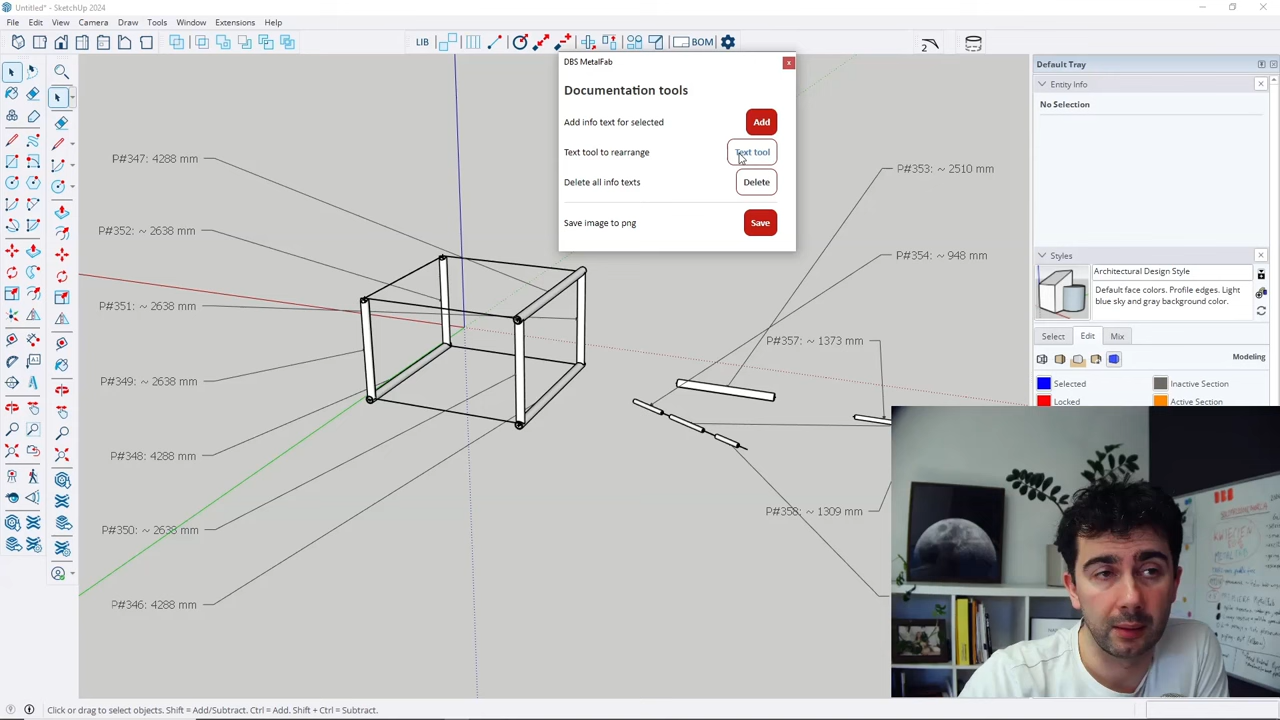 Untitled* - SketchUp 2024
File Edit View Camera Draw Tools Window Extensions Help
LIB
BOM
DBS MetalFab
Documentation tools
Add info text for selected
Add
Text tool to rearrange
Text tool
Delete all info texts
Delete
Save image to png
Save
P#347: 4288 mm
P#352: ~ 2638 mm
P#351: ~ 2638 mm
P#349: ~ 2638 mm
P#348: 4288 mm
P#350: ~ 2638 mm
P#346: 4288 mm
P#353: ~ 2510 mm
P#354: ~ 948 mm
P#357: ~ 1373 mm
P#358: ~ 1309 mm
Default Tray
Entity Info
No Selection
Styles
Architectural Design Style
Default face colors. Profile edges. Light
blue sky and gray background color.
Select Edit Mix
Modeling
Selected
Inactive Section
Locked
Active Section
Click or drag to select objects. Shift = Add/Subtract. Ctrl = Add. Shift + Ctrl = Subtract.